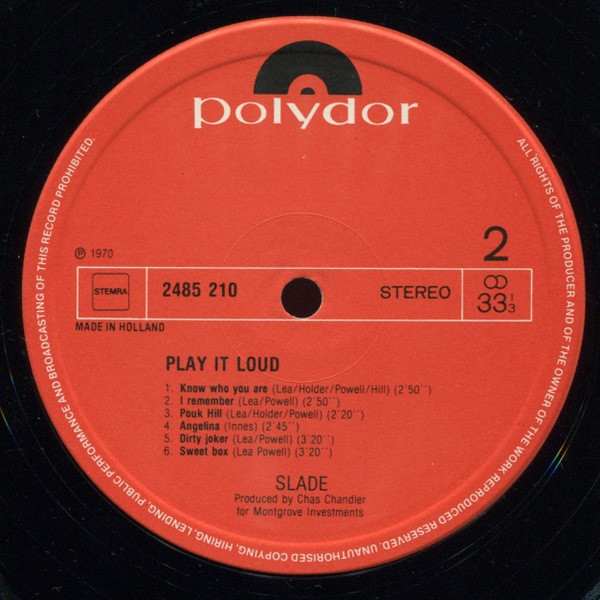 polydor
ALL RIGHTS OF THE PRODUCER AND OF THE OWNER OF THE WORK REPRODUCED RESERVED. UNAUTHORISED COPYING, HIRING, LENDING, PUBLIC PERFORMANCE AND BROADCASTING OF THIS RECORD PROHIBITED.
℗ 1970
2
STEMRA
2485 210
STEREO
33 1/3
MADE IN HOLLAND
PLAY IT LOUD
1. Know who you are (Lea/Holder/Powell/Hill) (2'50'')
2. I remember (Lea/Powell) (2'50'')
3. Pouk Hill (Lea/Holder/Powell) (2'20'')
4. Angelina (Innes) (2'45'')
5. Dirty joker (Lea/Powell) (3'20'')
6. Sweet box (Lea Powell) (3'20'')
SLADE
Produced by Chas Chandler
for Montgrove Investments